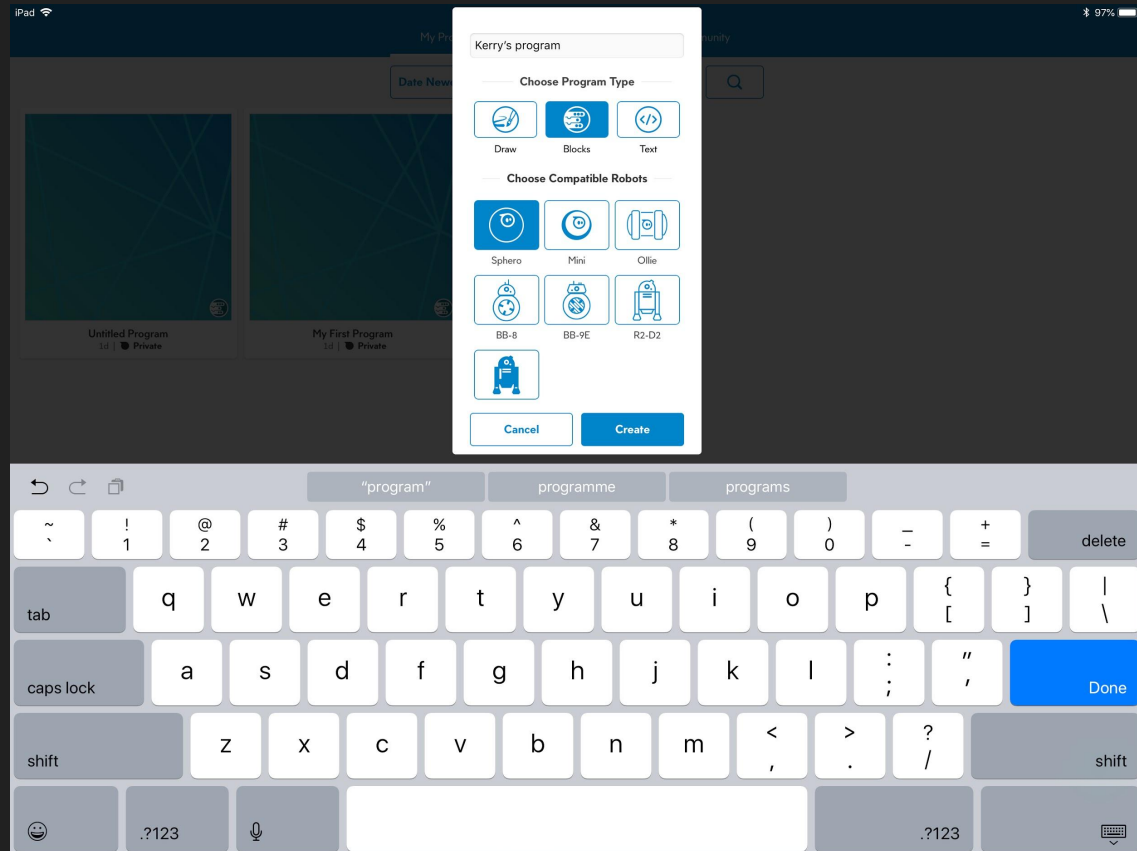 iPad 97%
My Pro munity
Kerry's program
Date Newe
Choose Program Type
</>
Draw Blocks Text
Choose Compatible Robots
Sphero Mini Ollie
BB-8 BB-9E R2-D2
Untitled Program My First Program
1d | Private 1d | Private
Cancel Create
"program" programme programs
~ ! @ # $ % ^ & * ( ) _ +
` 1 2 3 4 5 6 7 8 9 0 - = delete
tab q w e r t y u i o p { } |
[ ] \
caps lock a s d f g h j k l : "
; ' Done
shift z x c v b n m < > ? shift
, . /
.?123 .?123